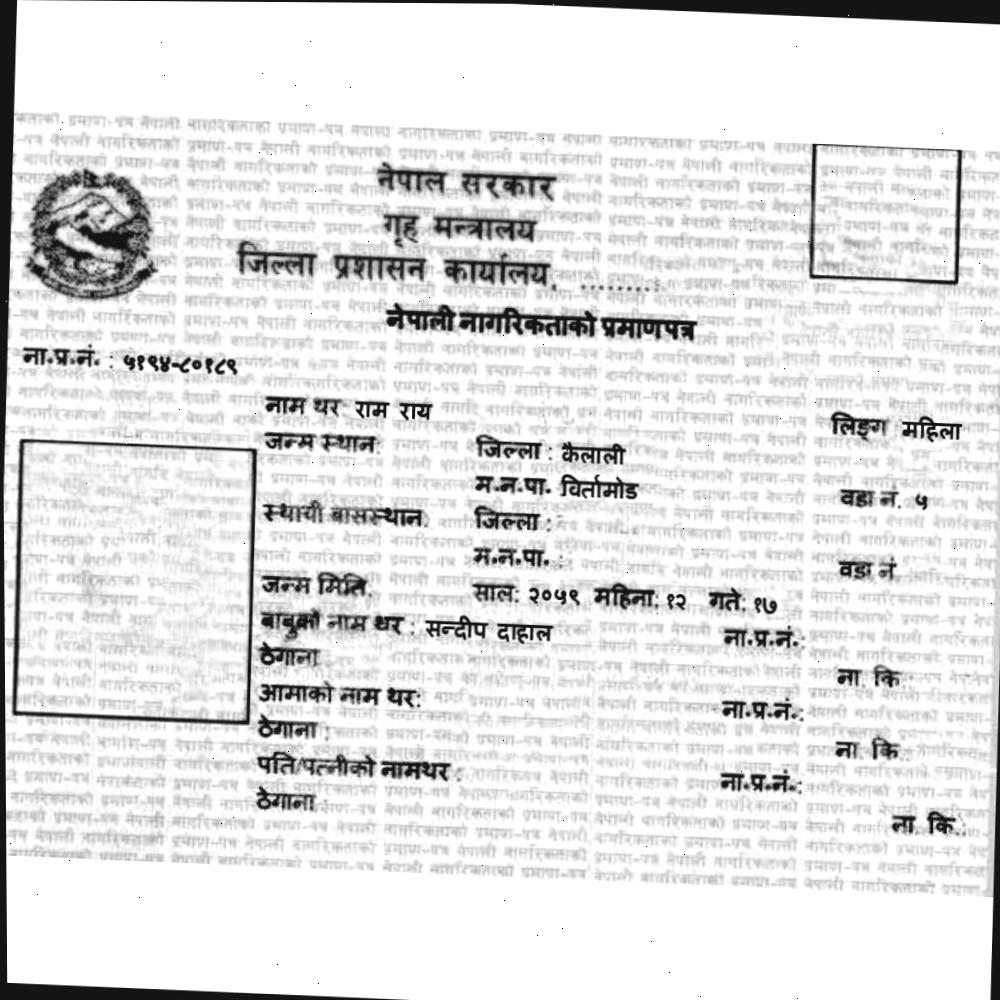 नेपाल सरकार
गृह मन्त्रालय
जिल्ला प्रशासन कार्यालय, .........
नेपाली नागरिकताको प्रमाणपत्र
ना.प्र.नं. : ५१९४-८०१८९
नाम थर राम राय लिङ्ग महिला
जन्म स्थान: जिल्ला : कैलाली
म.न.पा. विर्तामोड वडा नं. ५
स्थायी बासस्थान: जिल्ला :
म.न.पा. : वडा नं
जन्म मिति: साल: २०५९ महिना: १२ गते: १७
बाबुको नाम थर : सन्दीप दाहाल ना.प्र.नं.:
ठेगाना ना. कि.:
आमाको नाम थर: ना.प्र.नं.:
ठेगाना : ना. कि.:
पति/पत्नीको नामथर : ना.प्र.नं.:
ठेगाना : ना. कि.: